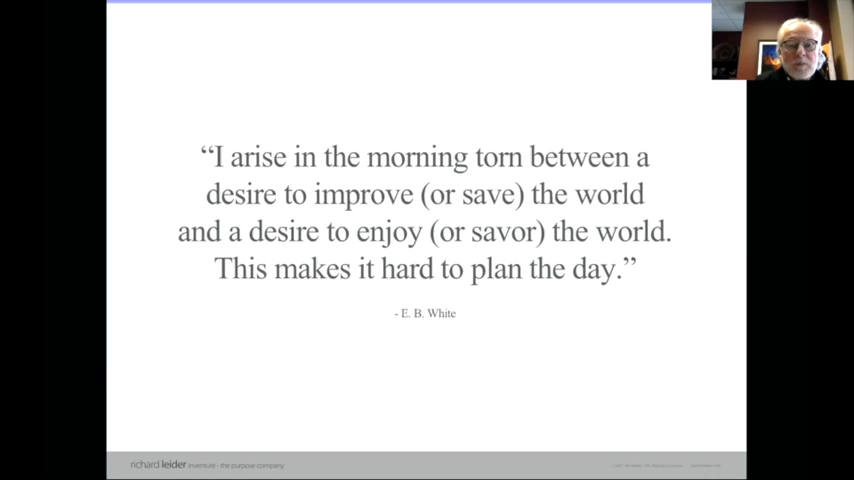 “I arise in the morning torn between a
desire to improve (or save) the world
and a desire to enjoy (or savor) the world.
This makes it hard to plan the day.”
- E. B. White
richard leider inventure - the purpose company